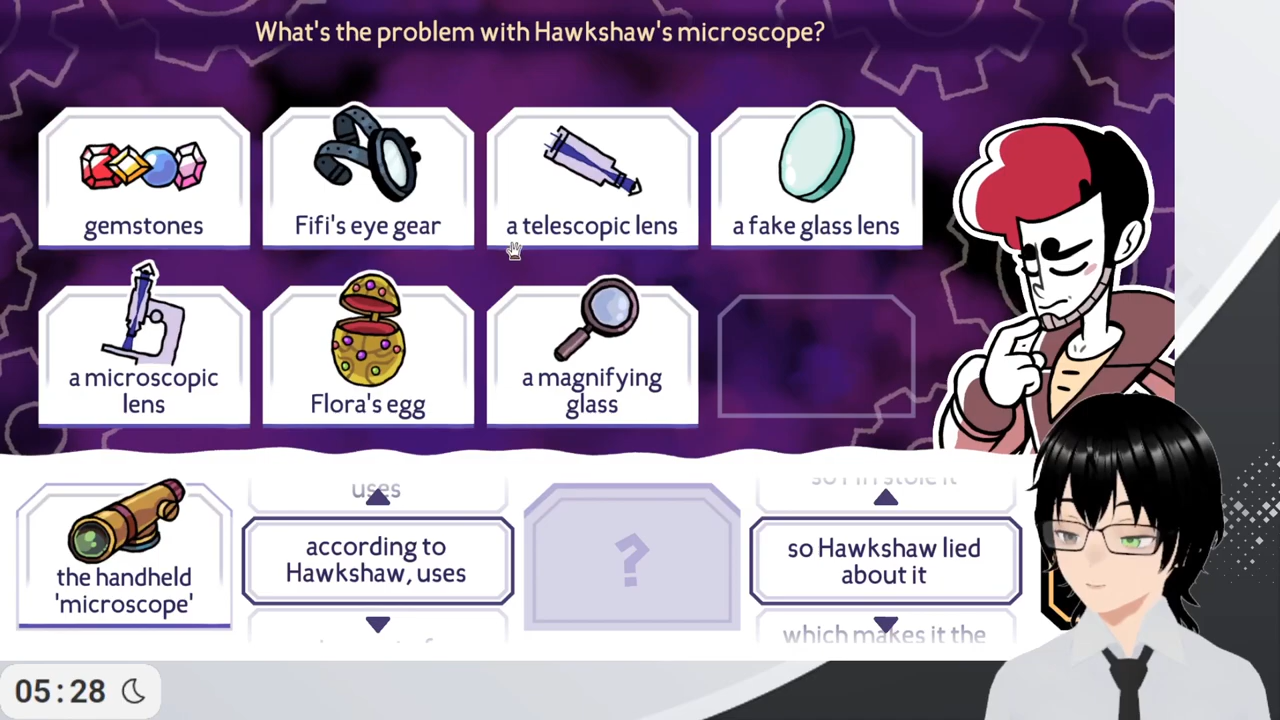 What's the problem with Hawkshaw's microscope?
gemstones
Fifi's eye gear
a telescopic lens
a fake glass lens
a microscopic
lens
Flora's egg
a magnifying
glass
the handheld
'microscope'
uses
according to
Hawkshaw, uses
?
so Hawkshaw lied
about it
which makes it the
05:28